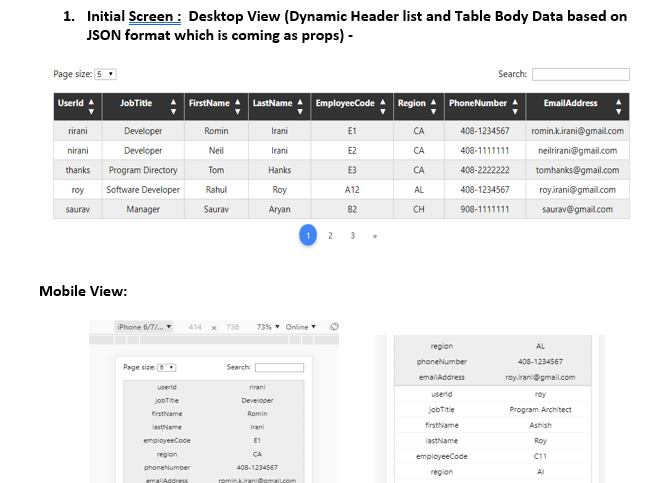 1. Initial Screen : Desktop View (Dynamic Header list and Table Body Data based on
JSON format which is coming as props) -
Page size: 5 Search:
UserId JobTitle FirstName LastName EmployeeCode Region PhoneNumber EmailAddress
rirani Developer Romin Irani E1 CA 408-1234567 romin.k.irani@gmail.com
nirani Developer Neil Irani E2 CA 408-1111111 neilrirani@gmail.com
thanks Program Directory Tom Hanks E3 CA 408-2222222 tomhanks@gmail.com
roy Software Developer Rahul Roy A12 AL 408-1234567 roy.irani@gmail.com
saurav Manager Saurav Aryan B2 CH 908-1111111 saurav@gmail.com
1 2 3 »
Mobile View:
iPhone 6/7/... 414 x 736 73% Online
Page size: Search:
userid rirani
jobTitle Developer
firstName Romin
lastName Irani
employeeCode E1
region CA
phoneNumber 408-1234567
emailAddress romin.k.irani@gmail.com
region AL
phoneNumber 408-1234567
emailAddress roy.irani@gmail.com
userid roy
jobTitle Program Architect
firstName Ashish
lastName Roy
employeeCode C11
region Al